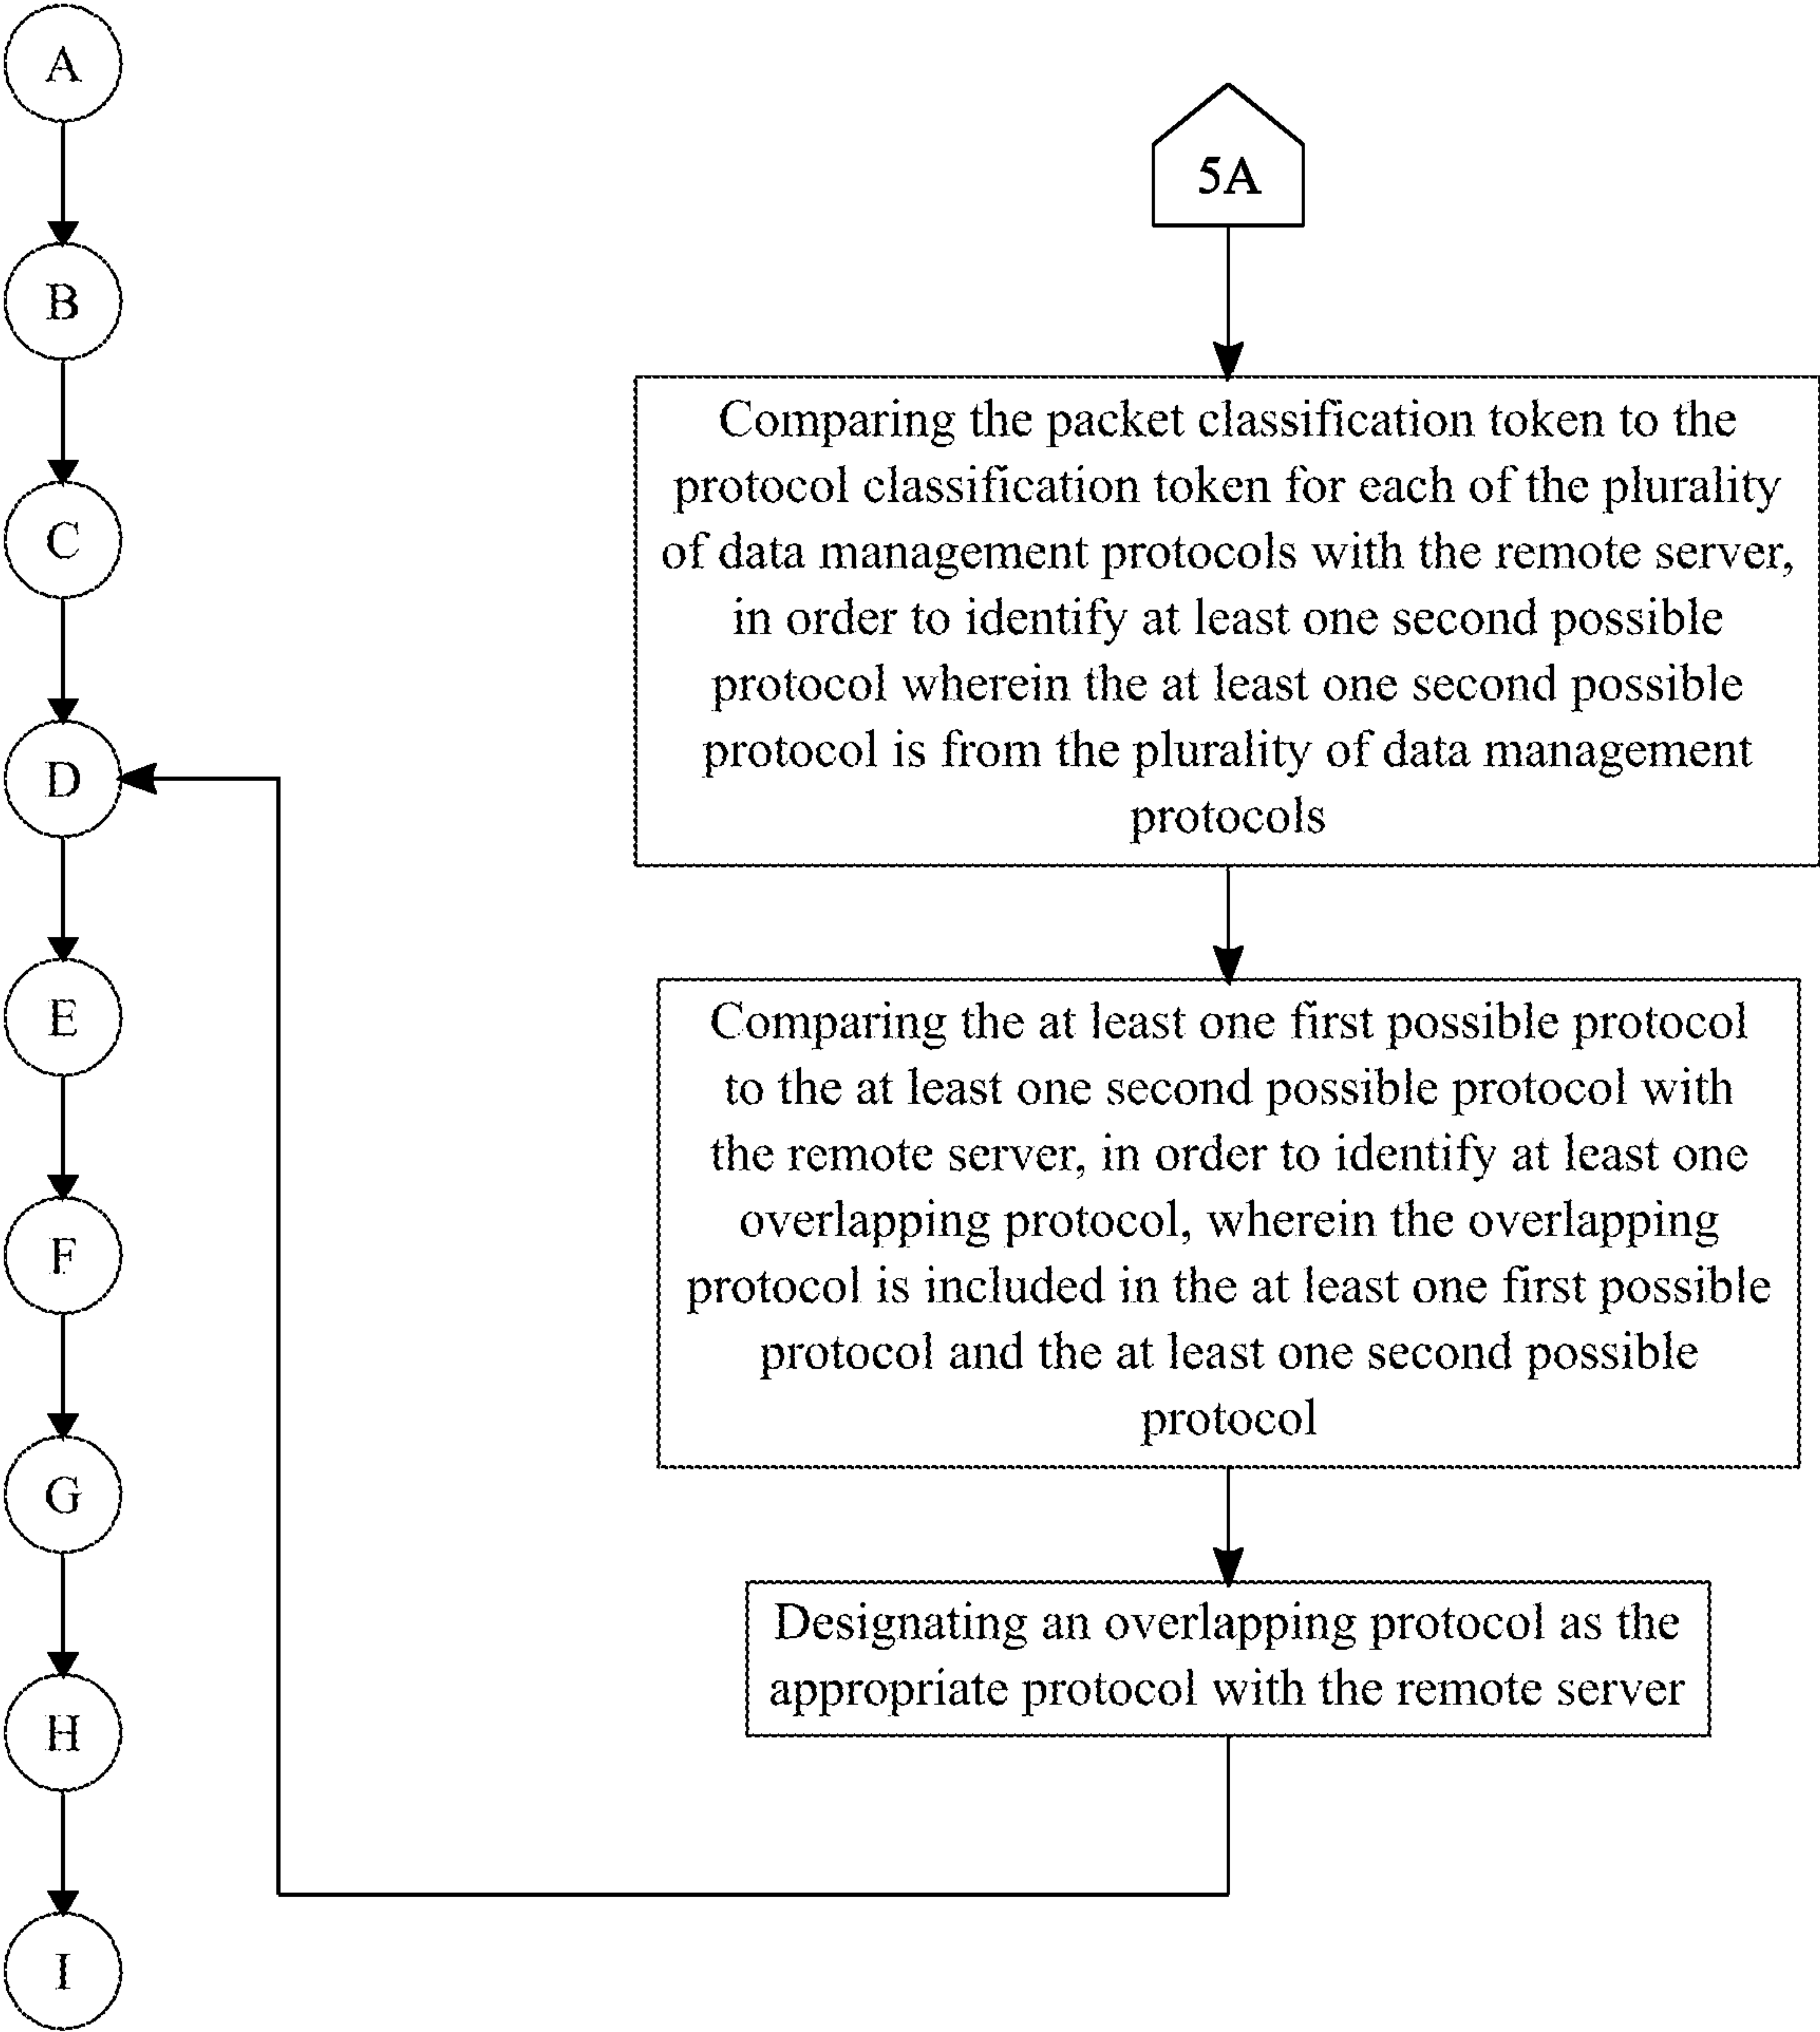 A
B
C
D
E
F
G
H
I
5A
Comparing the packet classification token to the
protocol classification token for each of the plurality
of data management protocols with the remote server,
in order to identify at least one second possible
protocol wherein the at least one second possible
protocol is from the plurality of data management
protocols
Comparing the at least one first possible protocol
to the at least one second possible protocol with
the remote server, in order to identify at least one
overlapping protocol, wherein the overlapping
protocol is included in the at least one first possible
protocol and the at least one second possible
protocol
Designating an overlapping protocol as the
appropriate protocol with the remote server